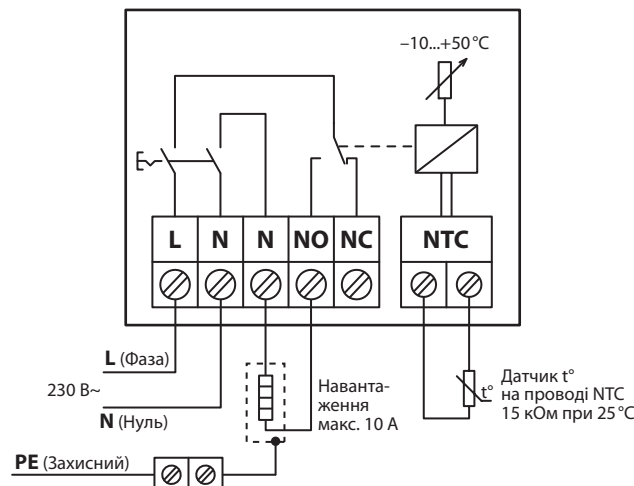 –10...+50 °C
L N N NO NC NTC
L (Фаза)
230 В~
N (Нуль)
Наванта-
ження
макс. 10 А
t°
Датчик t°
на проводі NTC
15 кОм при 25 °C
PE (Захисний)